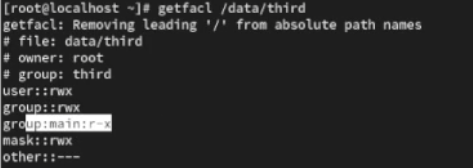 [root@localhost ~]# getfacl /data/third
getfacl: Removing leading '/' from absolute path names
# file: data/third
# owner: root
# group: third
user::rwx
group::rwx
group:main:r-x
mask::rwx
other::---